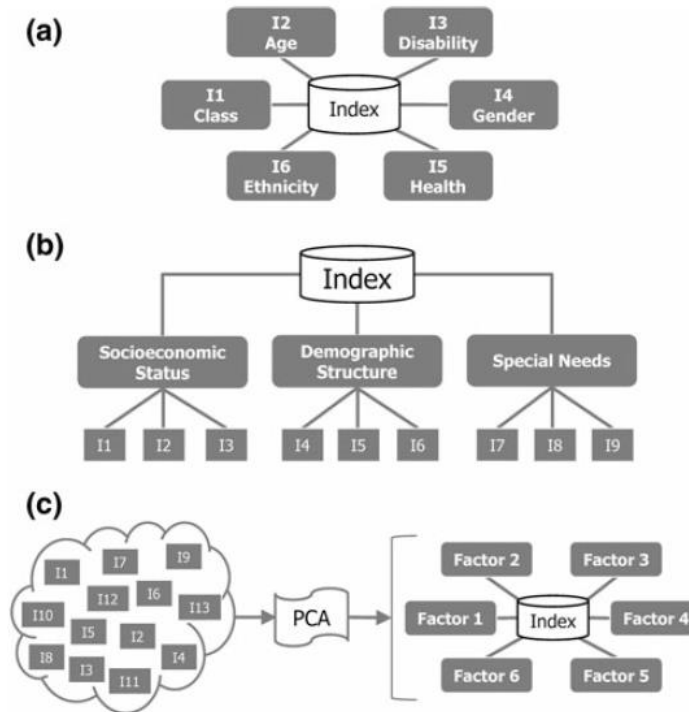 (a)
I2
Age
I3
Disability
I1
Class
Index
I4
Gender
I6
Ethnicity
I5
Health
(b)
Index
Socioeconomic
Status
Demographic
Structure
Special Needs
I1 I2 I3 I4 I5 I6 I7 I8 I9
(c)
I1 I7 I9
I10 I12 I6 I13
I5 I2
I8 I3 I11 I4
PCA
Factor 2 Factor 3
Factor 1 Index Factor 4
Factor 6 Factor 5